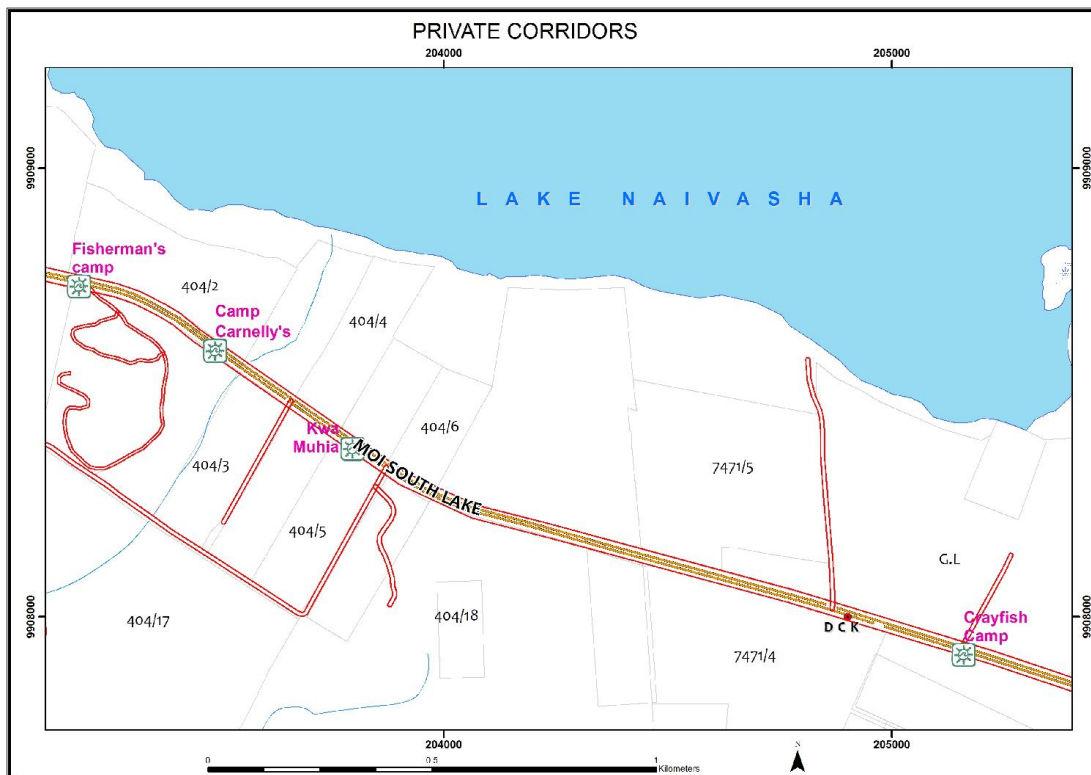 PRIVATE CORRIDORS
204000
205000
9909000
9909000
LAKE NAIVASHA
Fisherman's
camp
404/2
Camp
Carnelly's
404/4
Kwa
Muhia
404/6
MOI SOUTH LAKE
404/3
7471/5
404/5
G.L
9908000
9908000
404/17
404/18
D C K
Crayfish
Camp
7471/4
204000
205000
N
0
0.5
1
Kilometers